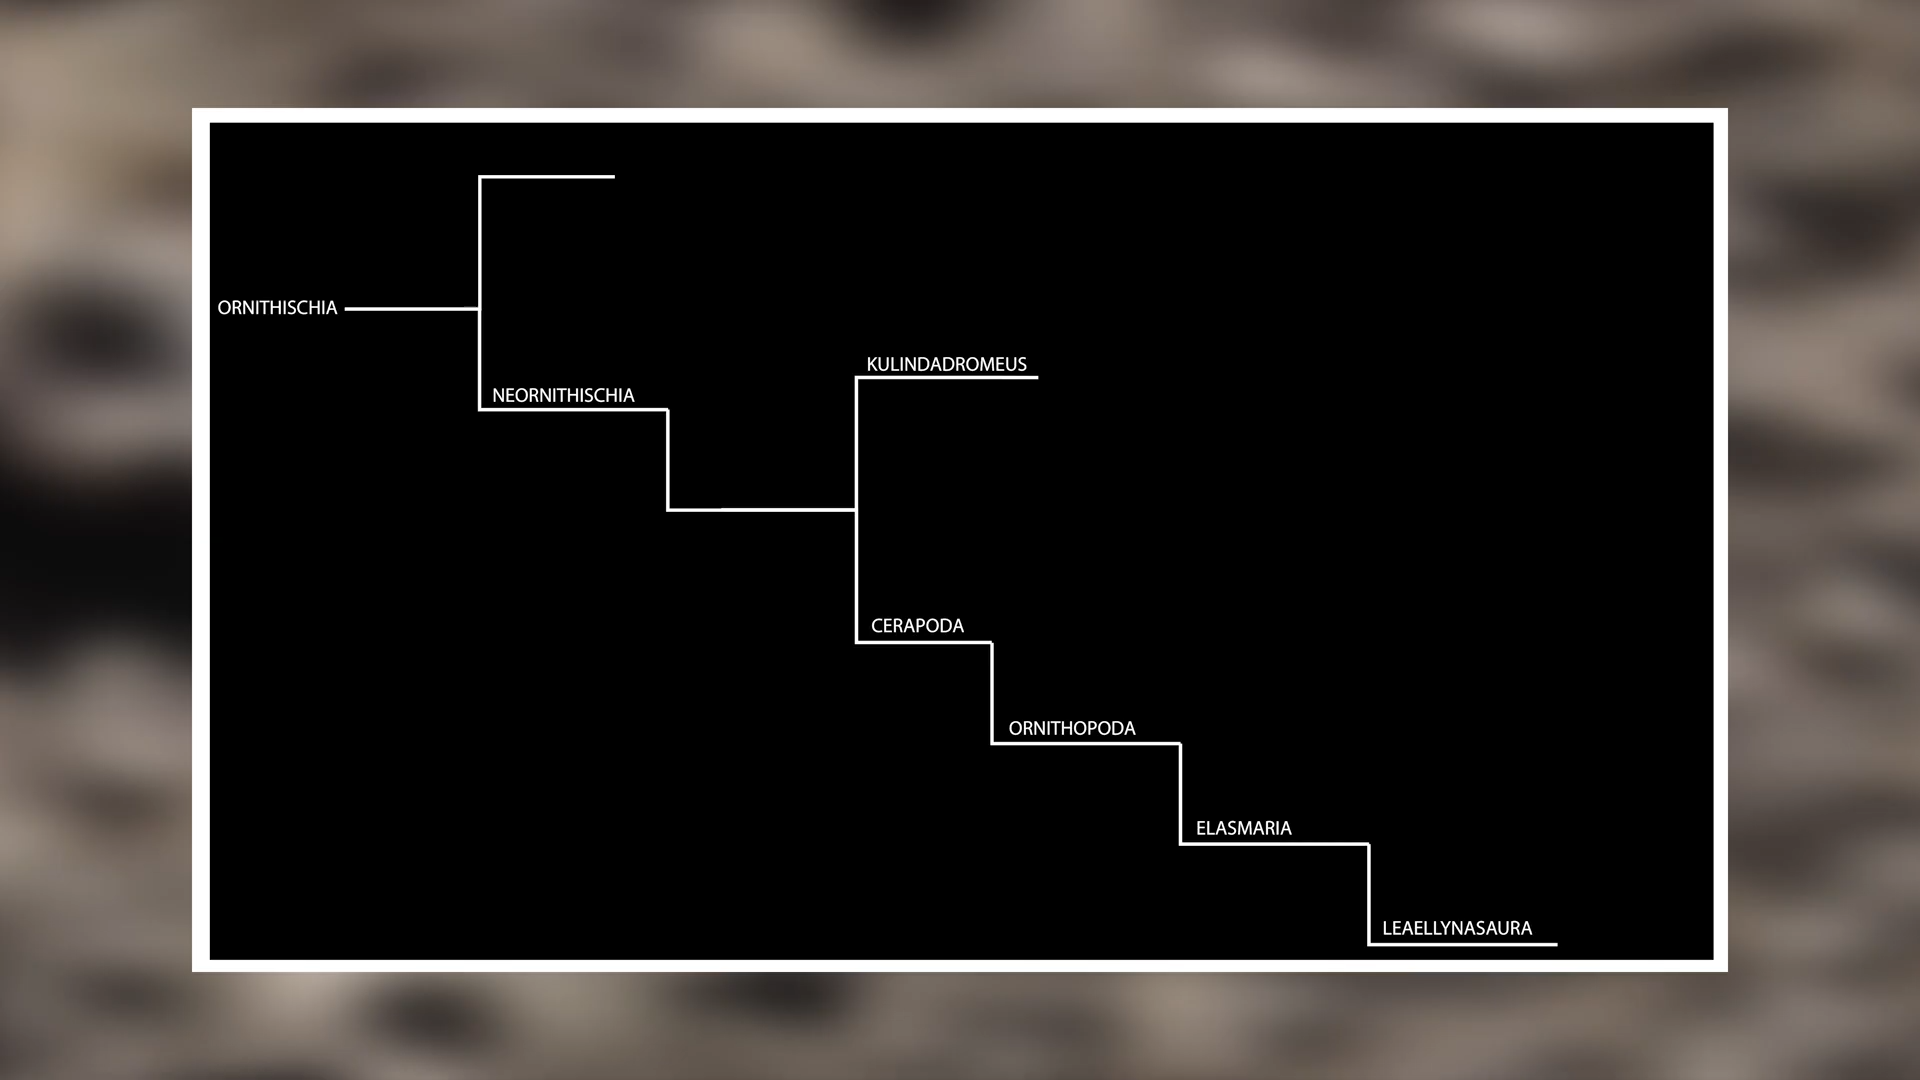 ORNITHISCHIA
KULINDADROMEUS
NEORNITHISCHIA
CERAPODA
ORNITHOPODA
ELASMARIA
LEAELLYNASAURA